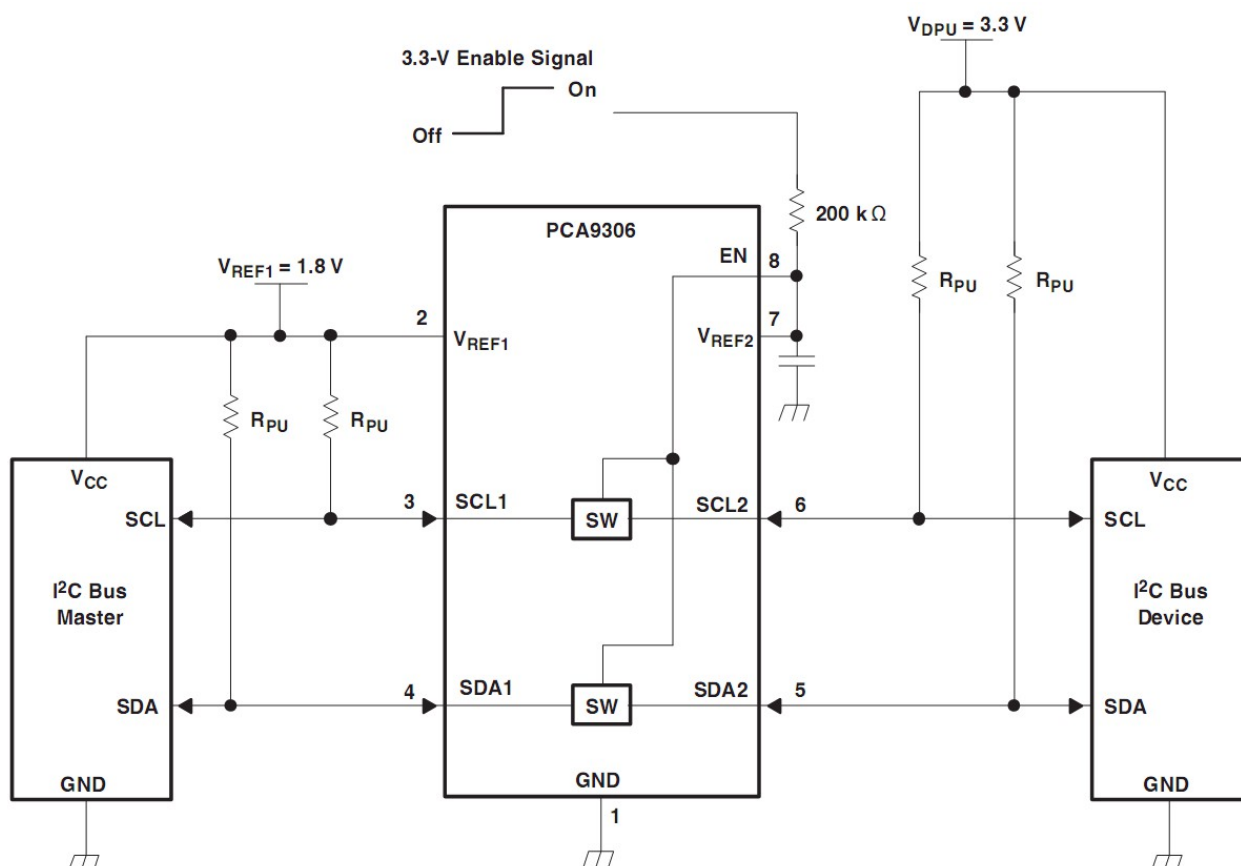 V_DPU = 3.3 V
3.3-V Enable Signal
On
Off
200 k Ω
PCA9306
EN
8
V_REF1 = 1.8 V
R_PU
R_PU
2
V_REF1
7
V_REF2
R_PU
R_PU
V_CC
V_CC
SCL
3
SCL1
SW
SCL2
6
SCL
I²C Bus
Master
I²C Bus
Device
SDA
4
SDA1
SW
SDA2
5
SDA
GND
GND
1
GND